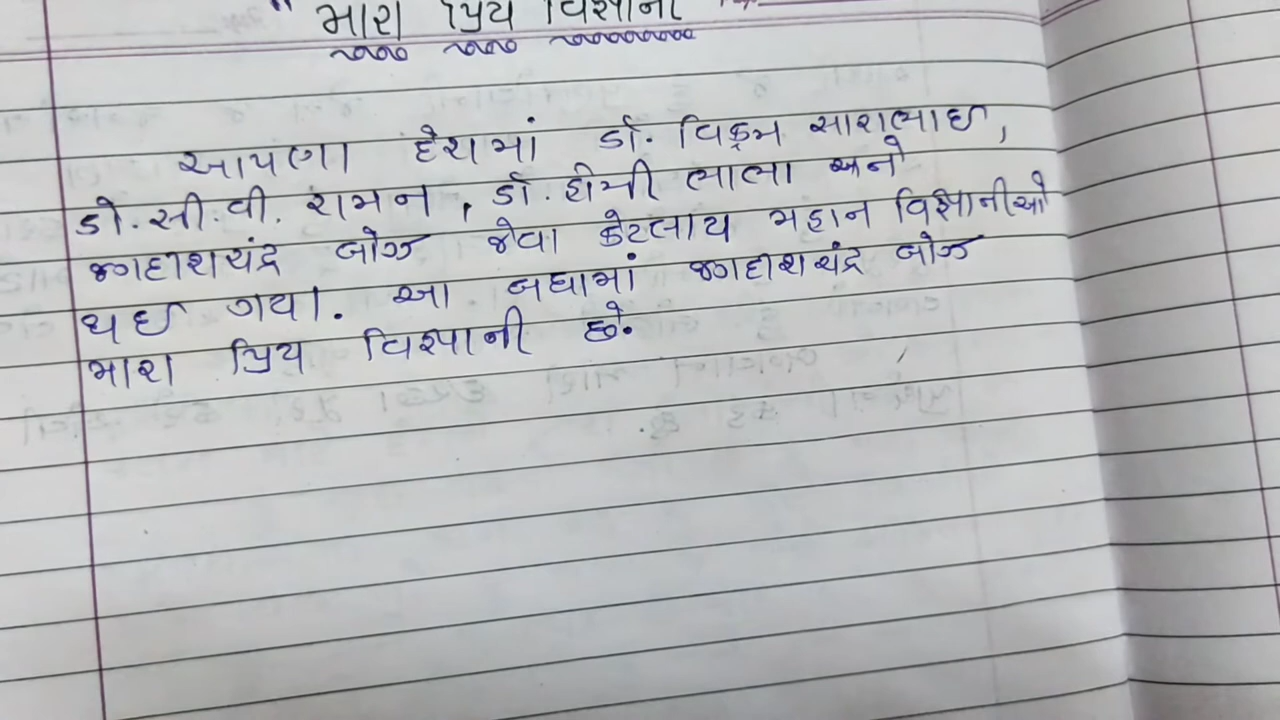 " મારા પ્રિય વિજ્ઞાની "
આપણા દેશમાં ડૉ. વિક્રમ સારાભાઈ,
ડો. સી. વી. રામન, ડૉ. હોમી ભાભા અને
જગદીશચંદ્ર બોઝ જેવા કેટલાય મહાન વિજ્ઞાનીઓ
થઈ ગયા. આ બધામાં જગદીશચંદ્ર બોઝ
મારા પ્રિય વિજ્ઞાની છે.